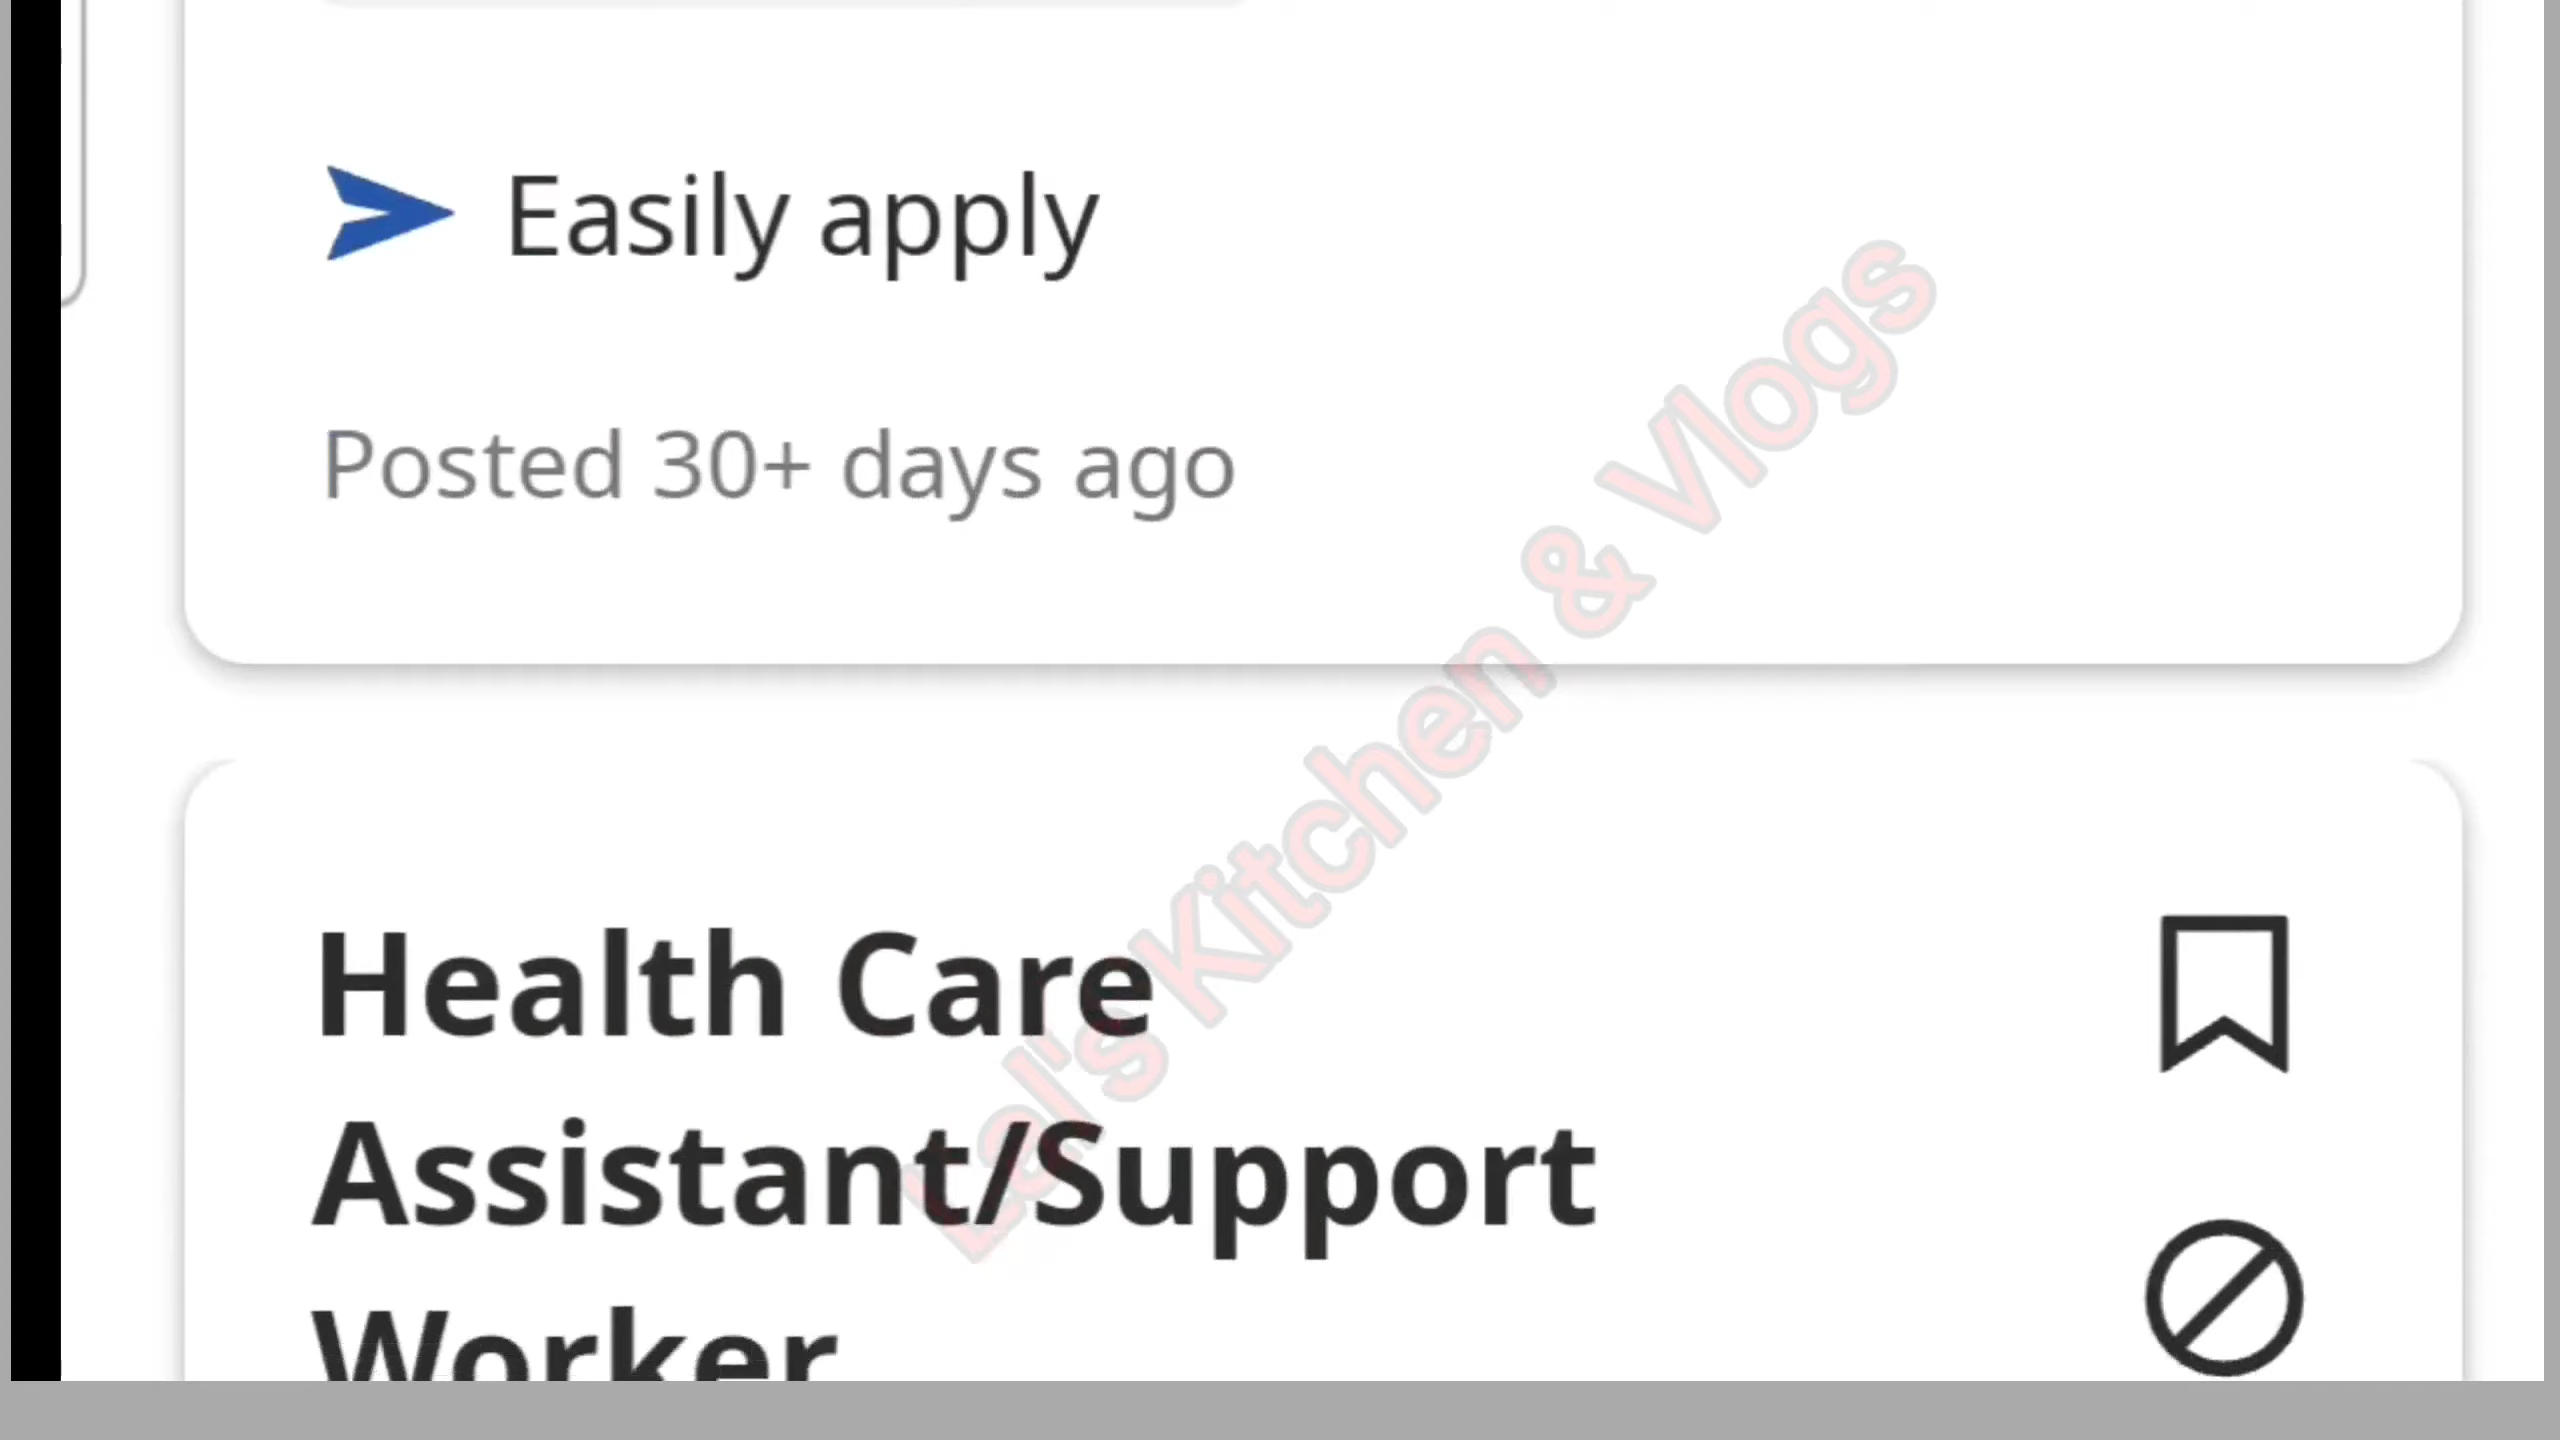 Easily apply
Posted 30+ days ago
Health Care
Assistant/Support
Worker
Lel's Kitchen & Vlogs